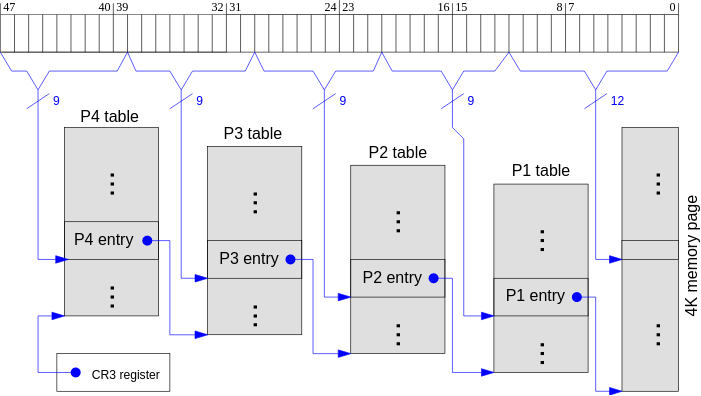 47 40 39 32 31 24 23 16 15 8 7 0
9 9 9 9 12
P4 table
P3 table
P2 table
P1 table
P4 entry
P3 entry
P2 entry
P1 entry
4K memory page
CR3 register